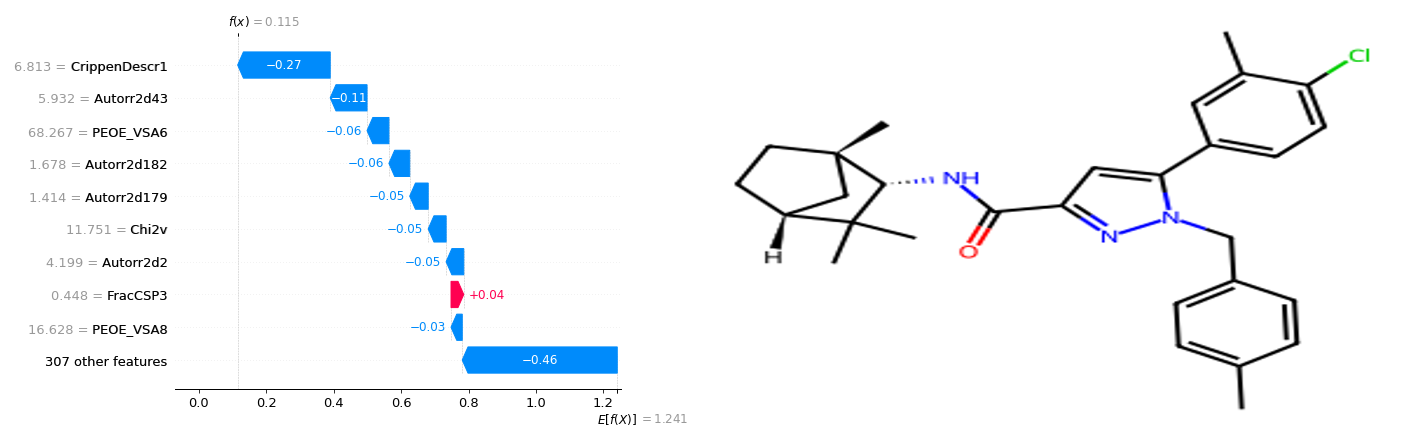 f(x) = 0.115
6.813 = CrippenDescr1
−0.27
5.932 = Autorr2d43
−0.11
68.267 = PEOE_VSA6
−0.06
1.678 = Autorr2d182
−0.06
1.414 = Autorr2d179
−0.05
11.751 = Chi2v
−0.05
4.199 = Autorr2d2
−0.05
0.448 = FracCSP3
+0.04
16.628 = PEOE_VSA8
−0.03
307 other features
−0.46
0.0 0.2 0.4 0.6 0.8 1.0 1.2
E[f(X)] = 1.241
Cl
NH
O
N
N
H